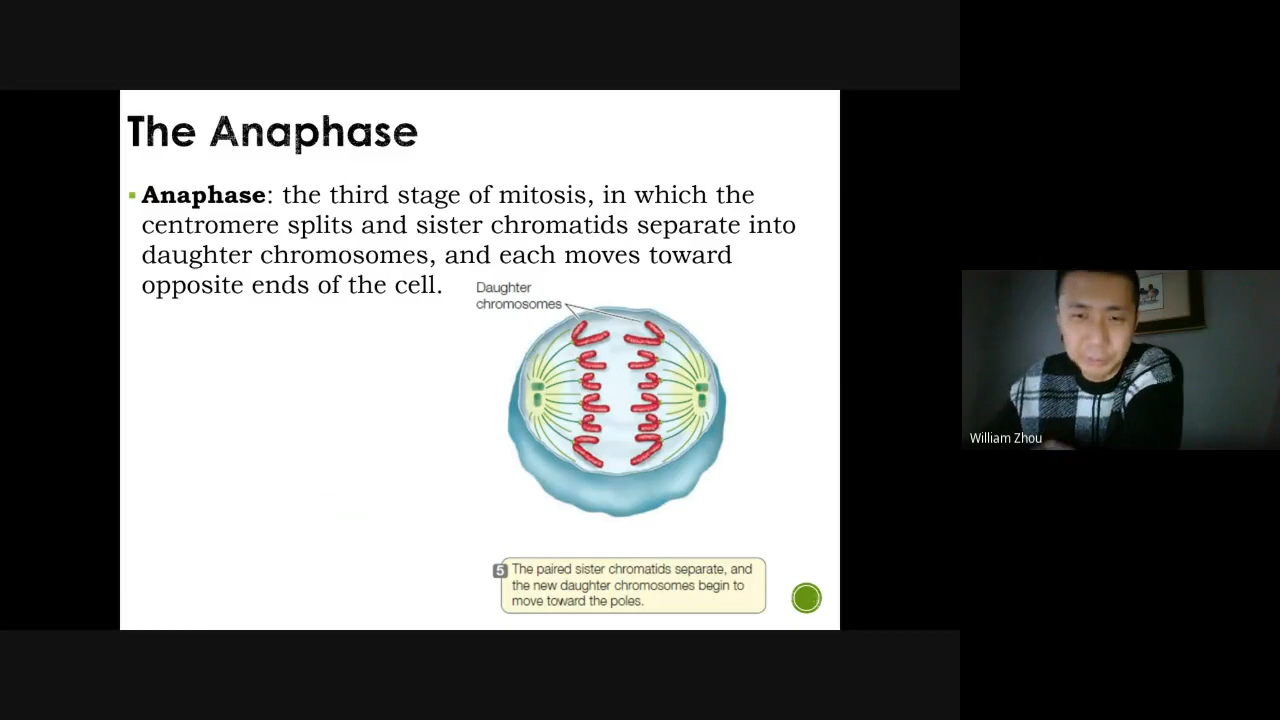 The Anaphase
Anaphase: the third stage of mitosis, in which the
centromere splits and sister chromatids separate into
daughter chromosomes, and each moves toward
opposite ends of the cell.
Daughter
chromosomes
5 The paired sister chromatids separate, and
the new daughter chromosomes begin to
move toward the poles.
William Zhou